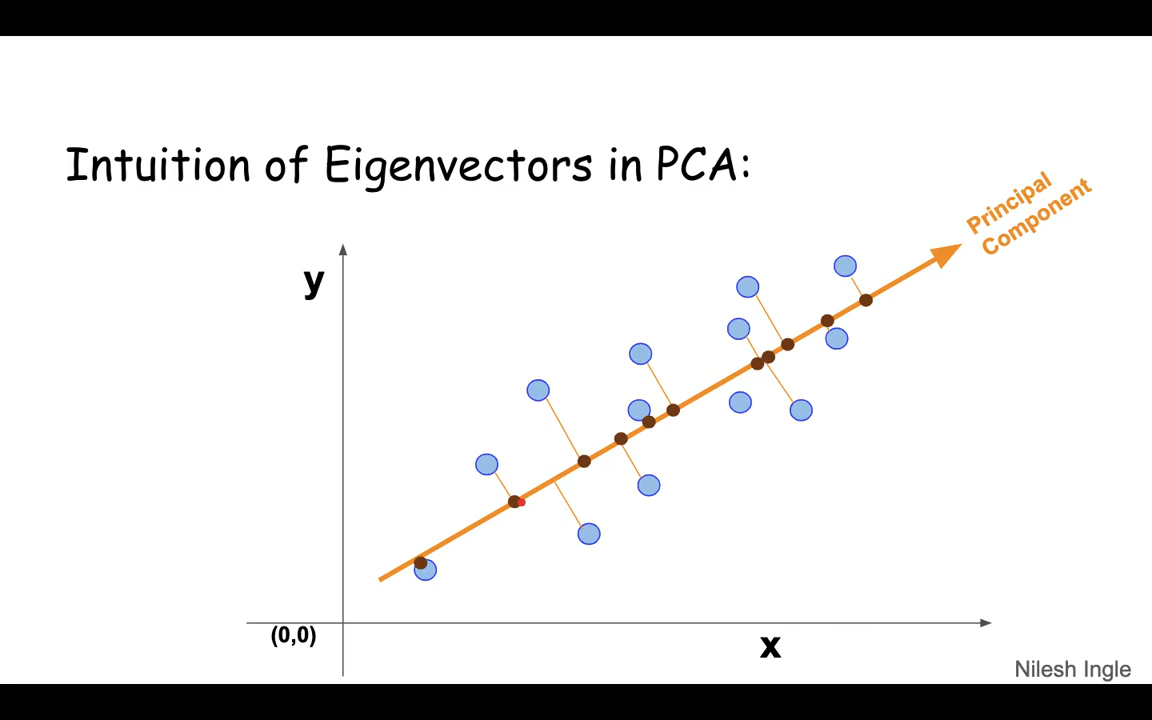 Intuition of Eigenvectors in PCA:
Principal
Component
y
(0,0)
x
Nilesh Ingle